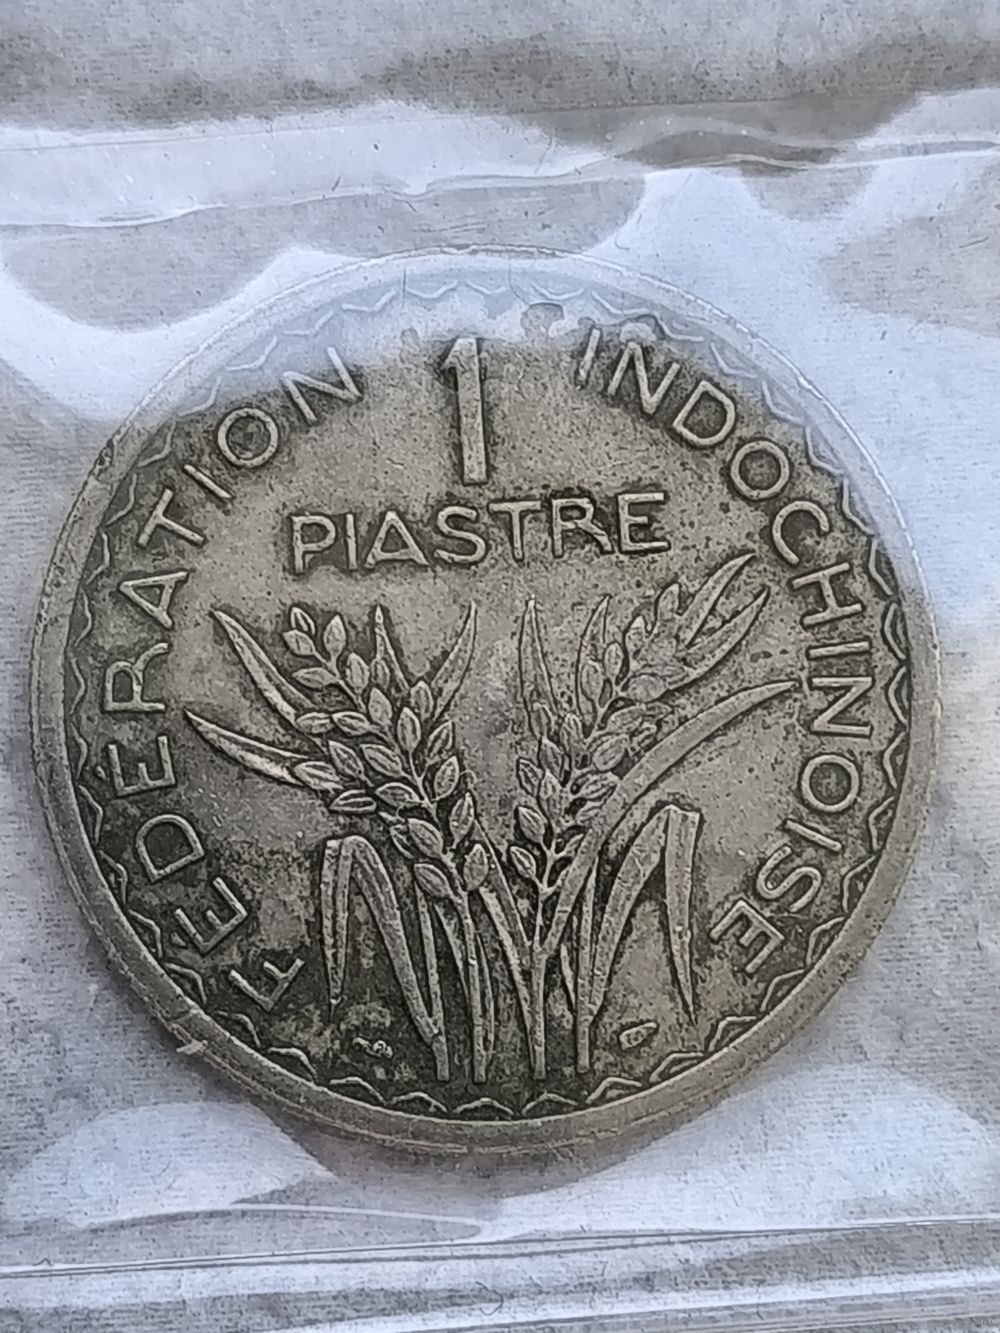 FÉDÉRATION INDOCHINOISE
1
PIASTRE